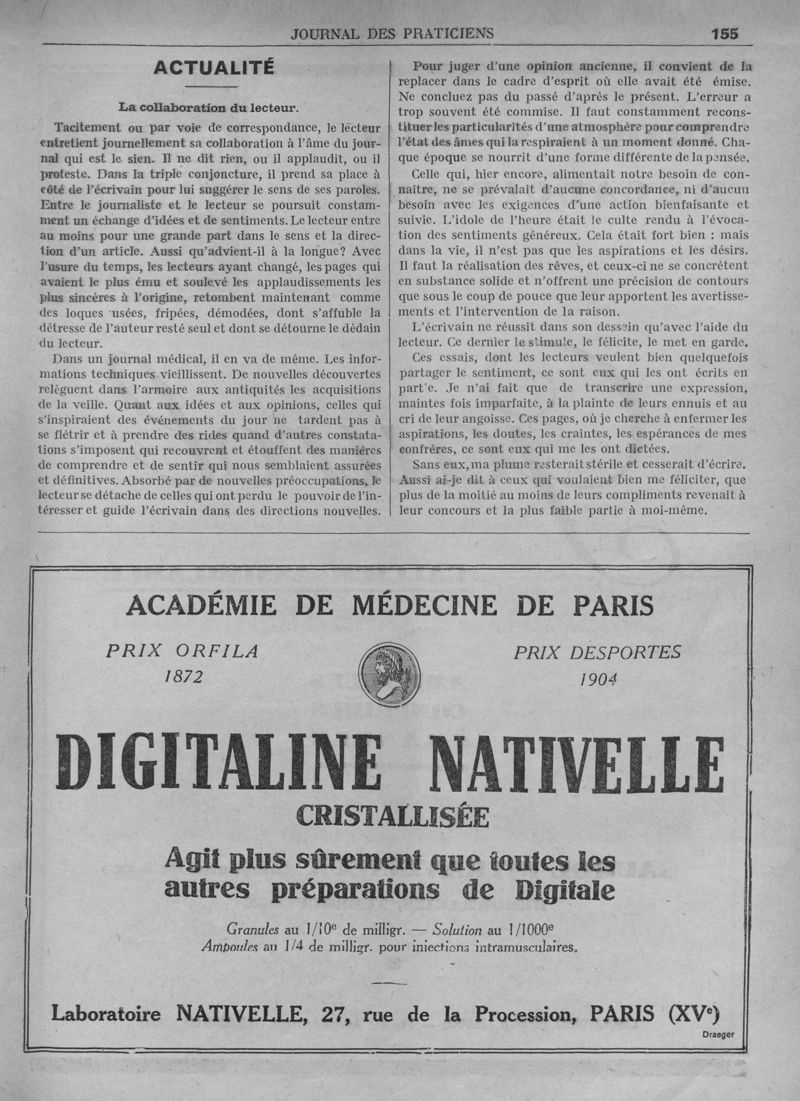 JOURNAL DES PRATICIENS
155
ACTUALITÉ
La collaboration du lecteur.
Tacitement ou par voie de correspondance, le lecteur
entretient journellement sa collaboration à l'âme du jour-
nal qui est le sien. Il ne dit rien, ou il applaudit, ou il
proteste. Dans la triple conjoncture, il prend sa place à
côté de l'écrivain pour lui suggérer le sens de ses paroles.
Entre le journaliste et le lecteur se poursuit constam-
ment un échange d'idées et de sentiments. Le lecteur entre
au moins pour une grande part dans le sens et la direc-
tion d'un article. Aussi qu'advient-il à la longue? Avec
l'usure du temps, les lecteurs ayant changé, les pages qui
avaient le plus ému et soulevé les applaudissements les
plus sincères à l'origine, retombent maintenant comme
des loques usées, fripées, démodées, dont s'affuble la
détresse de l'auteur resté seul et dont se détourne le dédain
du lecteur.
Dans un journal médical, il en va de même. Les infor-
mations techniques vieillissent. De nouvelles découvertes
relèguent dans l'armoire aux antiquités les acquisitions
de la veille. Quant aux idées et aux opinions, celles qui
s'inspiraient des événements du jour ne tardent pas à
se flétrir et à prendre des rides quand d'autres constata-
tions s'imposent qui recouvrent et étouffent des manières
de comprendre et de sentir qui nous semblaient assurées
et définitives. Absorbé par de nouvelles préoccupations, le
lecteur se détache de celles qui ont perdu le pouvoir de l'in-
téresser et guide l'écrivain dans des directions nouvelles.
Pour juger d'une opinion ancienne, il convient de la
replacer dans le cadre d'esprit où elle avait été émise.
Ne concluez pas du passé d'après le présent. L'erreur a
trop souvent été commise. Il faut constamment recons-
tituer les particularités d'une atmosphère pour comprendre
l'état des âmes qui la respiraient à un moment donné. Cha-
que époque se nourrit d'une forme différente de la pensée.
Celle qui, hier encore, alimentait notre besoin de con-
naître, ne se prévalait d'aucune concordance, ni d'aucun
besoin avec les exigences d'une action bienfaisante et
suivie. L'idole de l'heure était le culte rendu à l'évoca-
tion des sentiments généreux. Cela était fort bien : mais
dans la vie, il n'est pas que les aspirations et les désirs.
Il faut la réalisation des rêves, et ceux-ci ne se concrètent
en substance solide et n'offrent une précision de contours
que sous le coup de pouce que leur apportent les avertisse-
ments et l'intervention de la raison.
L'écrivain ne réussit dans son dessein qu'avec l'aide du
lecteur. Ce dernier le stimule, le félicite, le met en garde.
Ces essais, dont les lecteurs veulent bien quelquefois
partager le sentiment, ce sont eux qui les ont écrits en
partie. Je n'ai fait que de transcrire une expression,
maintes fois imparfaite, à la plainte de leurs ennuis et au
cri de leur angoisse. Ces pages, où je cherche à enfermer les
aspirations, les doutes, les craintes, les espérances de mes
confrères, ce sont eux qui me les ont dictées.
Sans eux, ma plume resterait stérile et cesserait d'écrire.
Aussi ai-je dit à ceux qui voulaient bien me féliciter, que
plus de la moitié au moins de leurs compliments revenait à
leur concours et la plus faible partie à moi-même.
ACADÉMIE DE MÉDECINE DE PARIS
PRIX ORFILA
1872
PRIX DESPORTES
1904
DIGITALINE NATIVELLE
CRISTALLISÉE
Agit plus sûrement que toutes les
autres préparations de Digitale
Granules au 1/10e de milligr. — Solution au 1/1000e
Ampoules au 1/4 de milligr. pour injections intramusculaires.
Laboratoire NATIVELLE, 27, rue de la Procession, PARIS (XVe)
Draeger